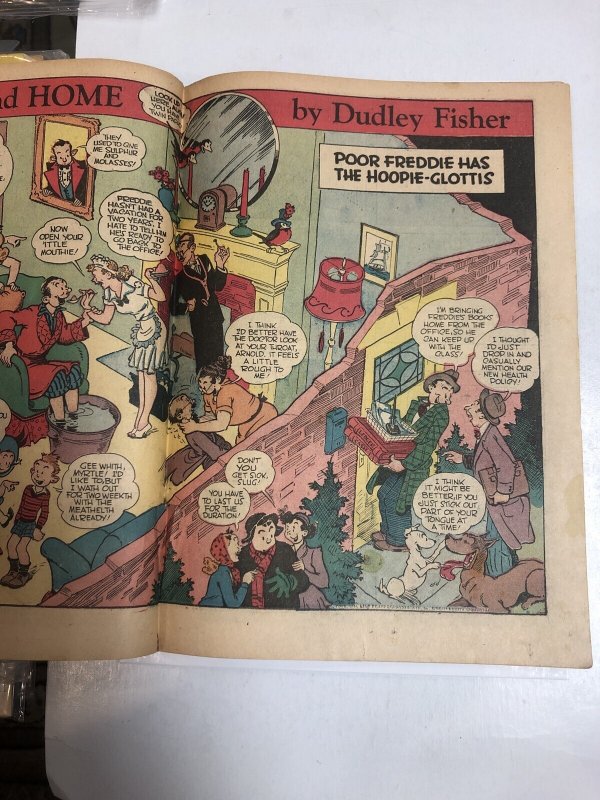 nd HOME
by Dudley Fisher
POOR FREDDIE HAS
THE HOOPIE-GLOTTIS
LOOK UP
HERE,
YOU HAVE
TWIN
THEY
USED TO GIVE
ME SULPHUR
AND
MOLASSES!
FREDDIE
HASN'T HAD A
VACATION FOR
TWO YEARS. I
HATE TO TELL HIM
HE'S READY TO
GO BACK TO
THE OFFICE!
NOW
OPEN YOUR
'ITTLE
MOUTHIE!
I THINK
I'D BETTER HAVE
THE DOCTOR LOOK
AT YOUR THROAT,
ARNOLD. IT FEELS
A LITTLE
ROUGH TO
ME!
I'M BRINGING
FREDDIE'S BOOKS
HOME FROM THE
OFFICE, SO HE
CAN KEEP UP
WITH THE
CLASS!
I THOUGHT
I'D JUST
DROP IN AND
CASUALLY
MENTION OUR
NEW HEALTH
POLICY!
GEE WHITH,
MYRTLE! I'D
LIKE TO, BUT
I WATH OUT
FOR TWO WEEKTH
WITH THE
MEATHELTH
ALREADY!
DON'T
YOU
GET SICK,
SLUG!
YOU HAVE
TO LAST US
FOR THE
DURATION!
I THINK
IT MIGHT BE
BETTER, IF YOU
JUST STICK OUT
PART OF YOUR
TONGUE AT
A TIME!